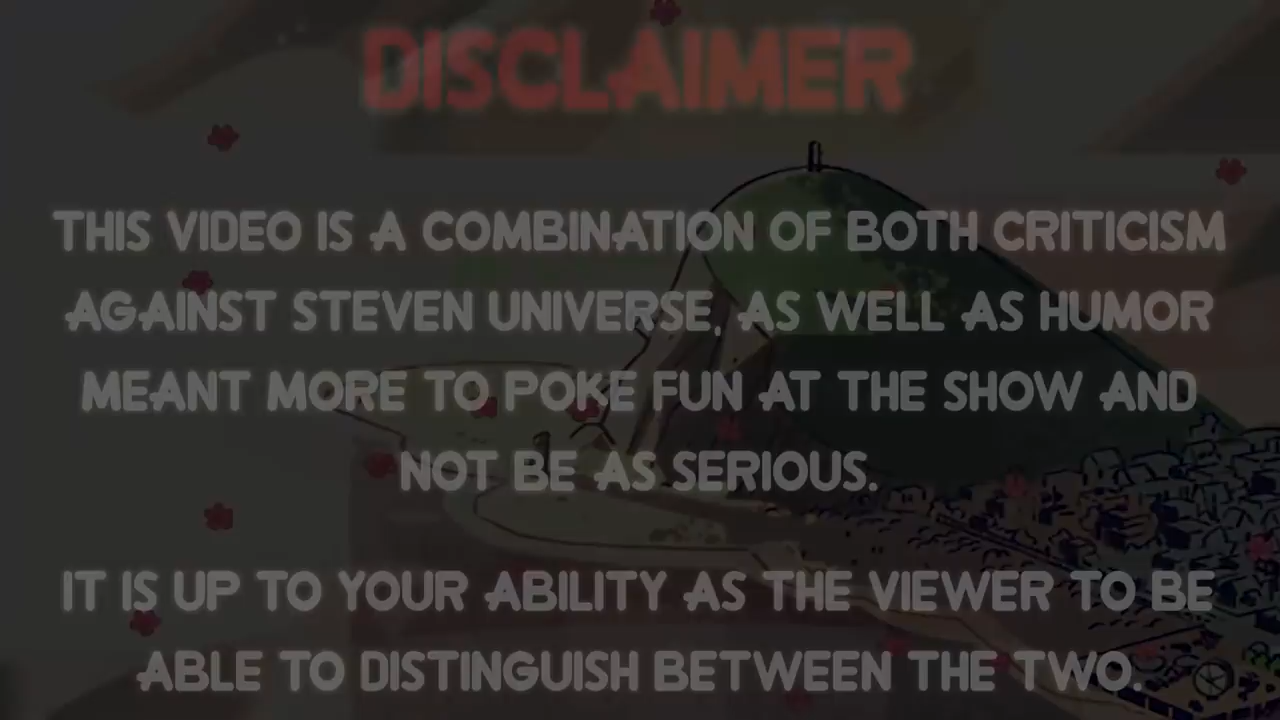 DISCLAIMER
THIS VIDEO IS A COMBINATION OF BOTH CRITICISM
AGAINST STEVEN UNIVERSE, AS WELL AS HUMOR
MEANT MORE TO POKE FUN AT THE SHOW AND
NOT BE AS SERIOUS.
IT IS UP TO YOUR ABILITY AS THE VIEWER TO BE
ABLE TO DISTINGUISH BETWEEN THE TWO.